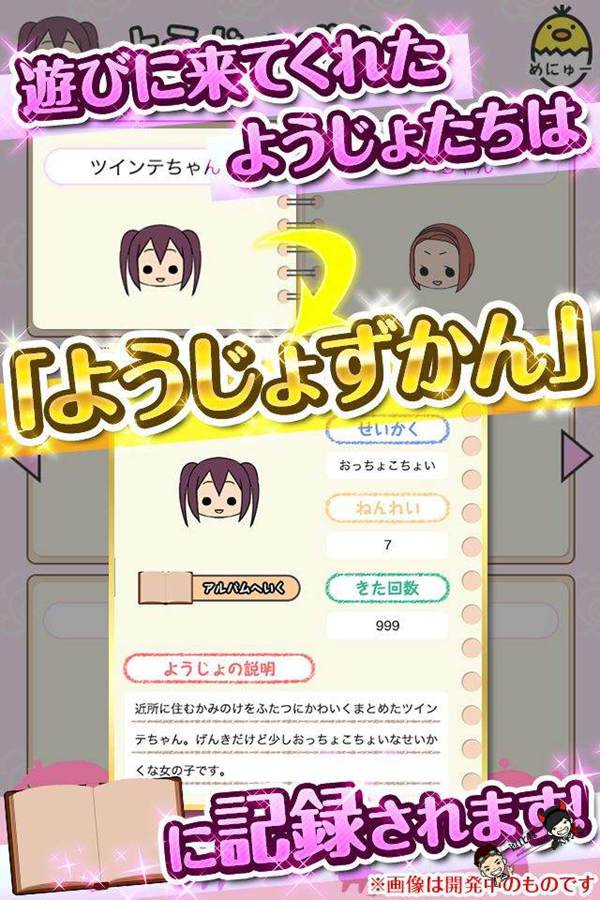 めにゅー
遊びに来てくれた
ようじょたちは
ツインテちゃん
「ようじょずかん」
せいかく
おっちょこちょい
ねんれい
7
アルバムへいく
きた回数
999
ようじょの説明
近所に住むかみのけをふたつにかわいくまとめたツイン
テちゃん。げんきだけど少しおっちょこちょいなせいか
くな女の子です。
に記録されます!
※画像は開発中のものです